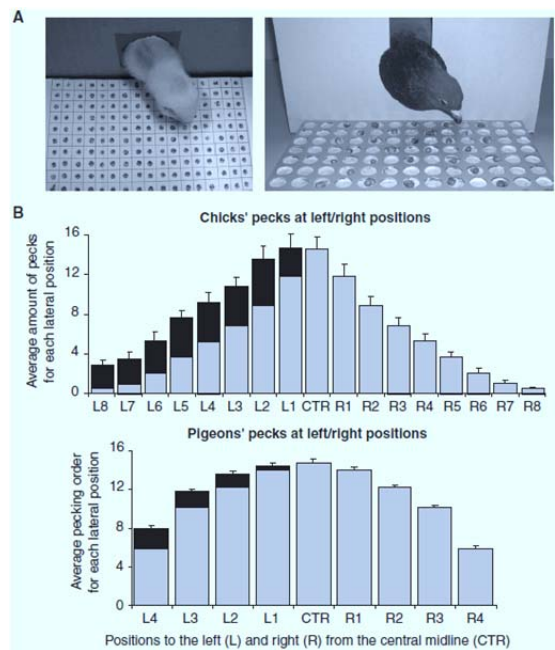 A
B
Chicks' pecks at left/right positions
Average amount of pecks
for each lateral position
16
12
8
4
0
L8 L7 L6 L5 L4 L3 L2 L1 CTR R1 R2 R3 R4 R5 R6 R7 R8
Pigeons' pecks at left/right positions
Average pecking order
for each lateral position
16
12
8
4
0
L4 L3 L2 L1 CTR R1 R2 R3 R4
Positions to the left (L) and right (R) from the central midline (CTR)